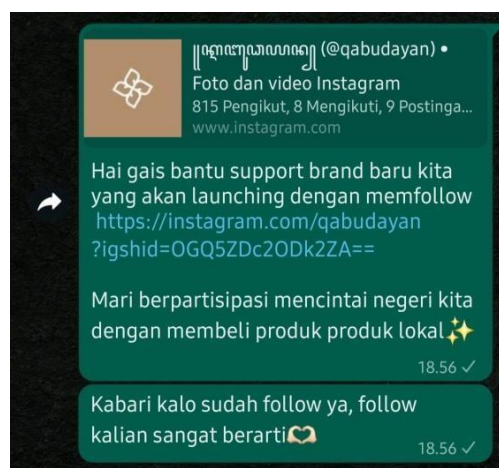 (@qabudayan) •
Foto dan video Instagram
815 Pengikut, 8 Mengikuti, 9 Postinga...
www.instagram.com
Hai gais bantu support brand baru kita
yang akan launching dengan memfollow
https://instagram.com/qabudayan
?igshid=OGQ5ZDc2ODk2ZA==
Mari berpartisipasi mencintai negeri kita
dengan membeli produk produk lokal✨
18.56 ✓
Kabari kalo sudah follow ya, follow
kalian sangat berarti🫶🏻
18.56 ✓